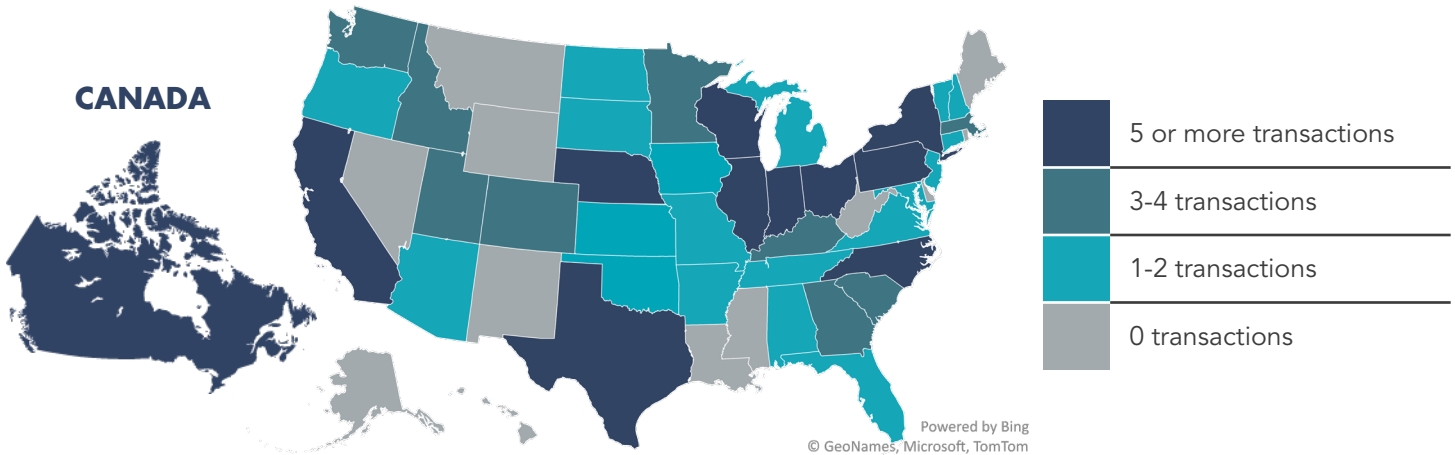 CANADA
5 or more transactions
3-4 transactions
1-2 transactions
0 transactions
Powered by Bing
© GeoNames, Microsoft, TomTom